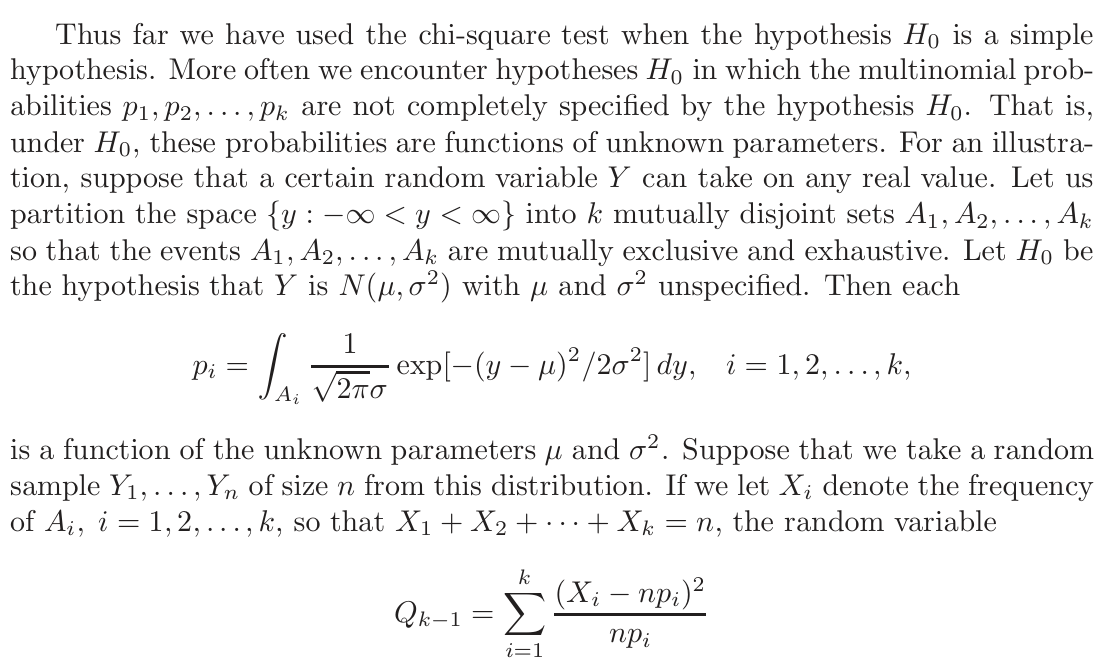 Thus far we have used the chi-square test when the hypothesis H₀ is a simple
hypothesis. More often we encounter hypotheses H₀ in which the multinomial prob-
abilities p₁, p₂, . . . , pₖ are not completely specified by the hypothesis H₀. That is,
under H₀, these probabilities are functions of unknown parameters. For an illustra-
tion, suppose that a certain random variable Y can take on any real value. Let us
partition the space {y : −∞ < y < ∞} into k mutually disjoint sets A₁, A₂, . . . , Aₖ
so that the events A₁, A₂, . . . , Aₖ are mutually exclusive and exhaustive. Let H₀ be
the hypothesis that Y is N(μ, σ²) with μ and σ² unspecified. Then each
pᵢ = ∫_{Aᵢ} \frac{1}{√(2π)σ} exp[−(y − μ)²/2σ²] dy, i = 1, 2, . . . , k,
is a function of the unknown parameters μ and σ². Suppose that we take a random
sample Y₁, . . . , Yₙ of size n from this distribution. If we let Xᵢ denote the frequency
of Aᵢ, i = 1, 2, . . . , k, so that X₁ + X₂ + · · · + Xₖ = n, the random variable
Qₖ₋₁ = ∑_{i=1}^{k} \frac{(Xᵢ − npᵢ)²}{npᵢ}